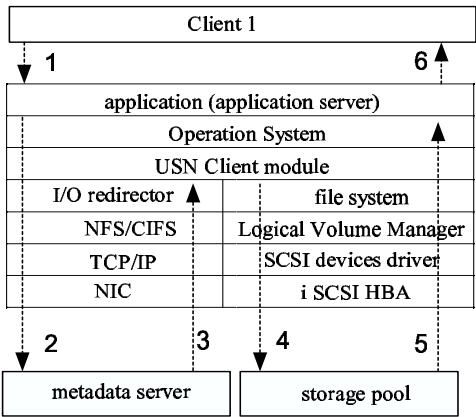 Client 1
1 6
application (application server)
Operation System
USN Client module
I/O redirector file system
NFS/CIFS Logical Volume Manager
TCP/IP SCSI devices driver
NIC i SCSI HBA
2 3 4 5
metadata server storage pool